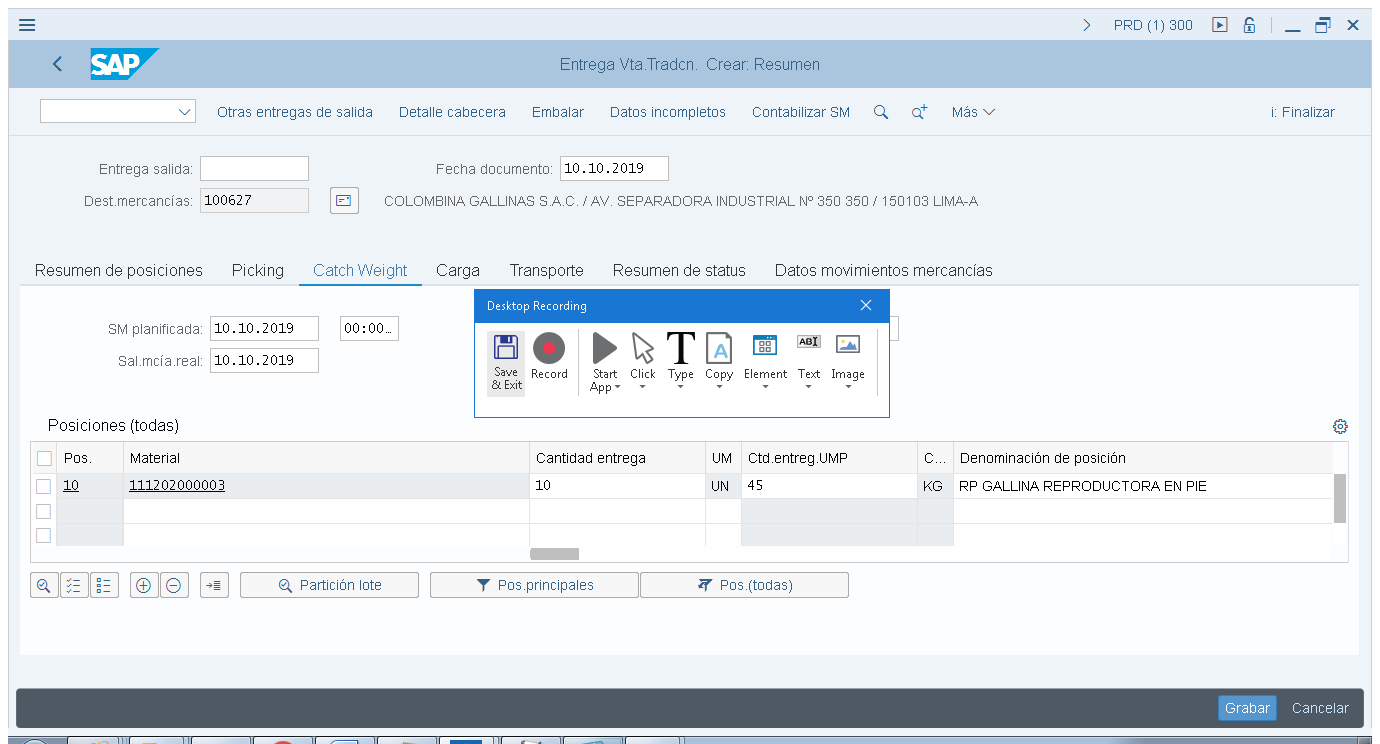 PRD (1) 300
SAP Entrega Vta.Tradcn. Crear: Resumen
Otras entregas de salida Detalle cabecera Embalar Datos incompletos Contabilizar SM Más i: Finalizar
Entrega salida: Fecha documento: 10.10.2019
Dest.mercancías: 100627 COLOMBINA GALLINAS S.A.C. / AV. SEPARADORA INDUSTRIAL Nº 350 350 / 150103 LIMA-A
Resumen de posiciones Picking Catch Weight Carga Transporte Resumen de status Datos movimientos mercancías
Desktop Recording
Save & Exit Record Start App Click Type Copy Element Text Image
SM planificada: 10.10.2019 00:00…
Sal.mcía.real: 10.10.2019
Posiciones (todas)
Pos. Material Cantidad entrega UM Ctd.entreg.UMP C... Denominación de posición
10 111202000003 10 UN 45 KG RP GALLINA REPRODUCTORA EN PIE
Partición lote Pos.principales Pos.(todas)
Grabar Cancelar